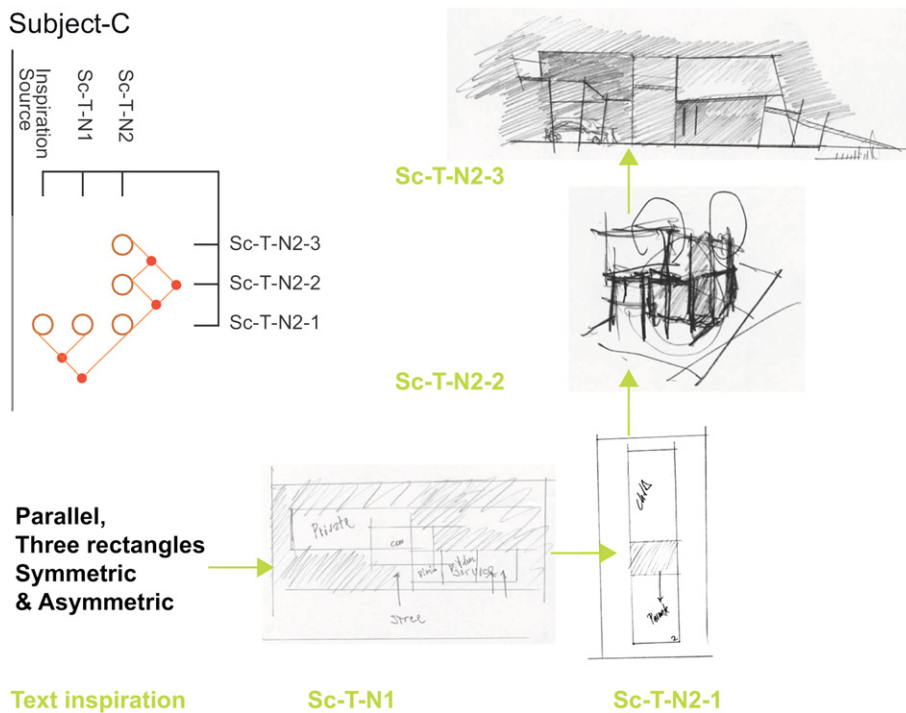 Subject-C
Inspiration
Source
Sc-T-N1
Sc-T-N2
Sc-T-N2-3
Sc-T-N2-2
Sc-T-N2-1
Sc-T-N2-3
Sc-T-N2-2
Parallel,
Three rectangles
Symmetric
& Asymmetric
Private
Text inspiration
Sc-T-N1
Sc-T-N2-1
2